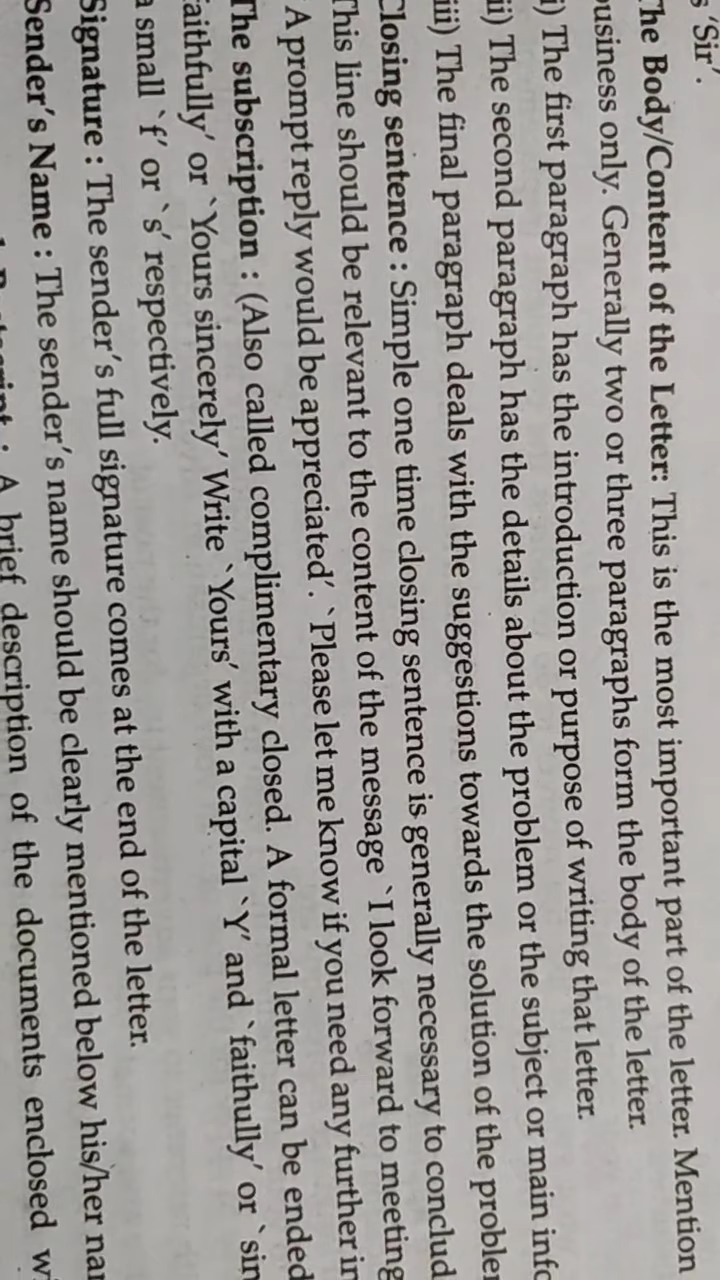 'Sir'.
The Body/Content of the Letter: This is the most important part of the letter. Mention
business only. Generally two or three paragraphs form the body of the letter.
i) The first paragraph has the introduction or purpose of writing that letter.
ii) The second paragraph has the details about the problem or the subject or main
iii) The final paragraph deals with the suggestions towards the solution of the
Closing sentence : Simple one time closing sentence is generally necessary to
This line should be relevant to the content of the message `I look forward to meeting
`A prompt reply would be appreciated'. `Please let me know if you need any further
The subscription : (Also called complimentary closed. A formal letter can be ended
faithfully' or `Yours sincerely' Write `Yours' with a capital `Y' and `faithully' or
a small `f' or `s' respectively.
Signature : The sender's full signature comes at the end of the letter.
Sender's Name : The sender's name should be clearly mentioned below his/her
: A brief description of the documents enclosed